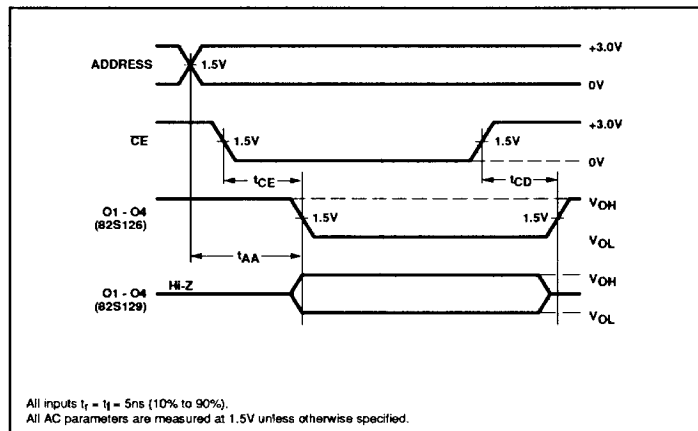 ADDRESS 1.5V +3.0V
0V
CE 1.5V 1.5V +3.0V
0V
tCE tCD
O1 - O4
(82S126) 1.5V 1.5V VOH
VOL
tAA
O1 - O4
(82S129) Hi-Z VOH
VOL
All inputs tr = tf = 5ns (10% to 90%).
All AC parameters are measured at 1.5V unless otherwise specified.